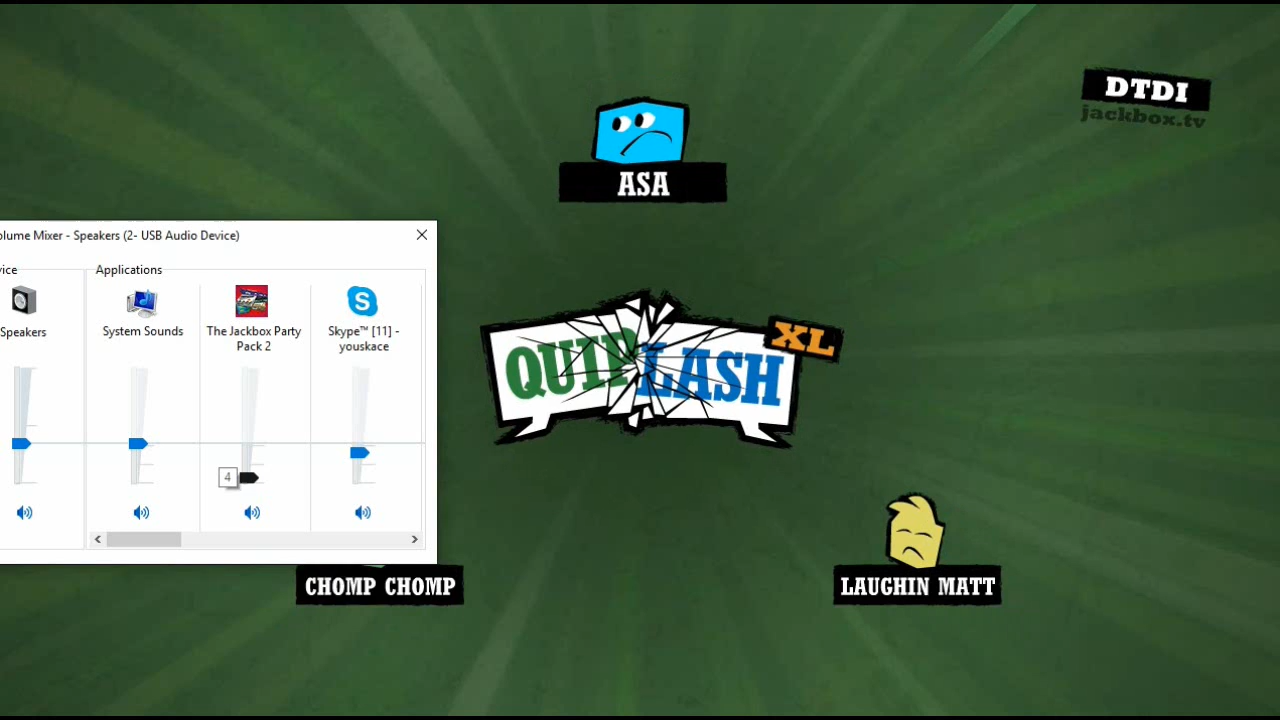 DTDI
jackbox.tv
ASA
olume Mixer - Speakers (2- USB Audio Device)
vice
Applications
Speakers
System Sounds
The Jackbox Party
Pack 2
Skype™ [11] -
youskace
4
QUIPLASH
XL
CHOMP CHOMP
LAUGHIN MATT